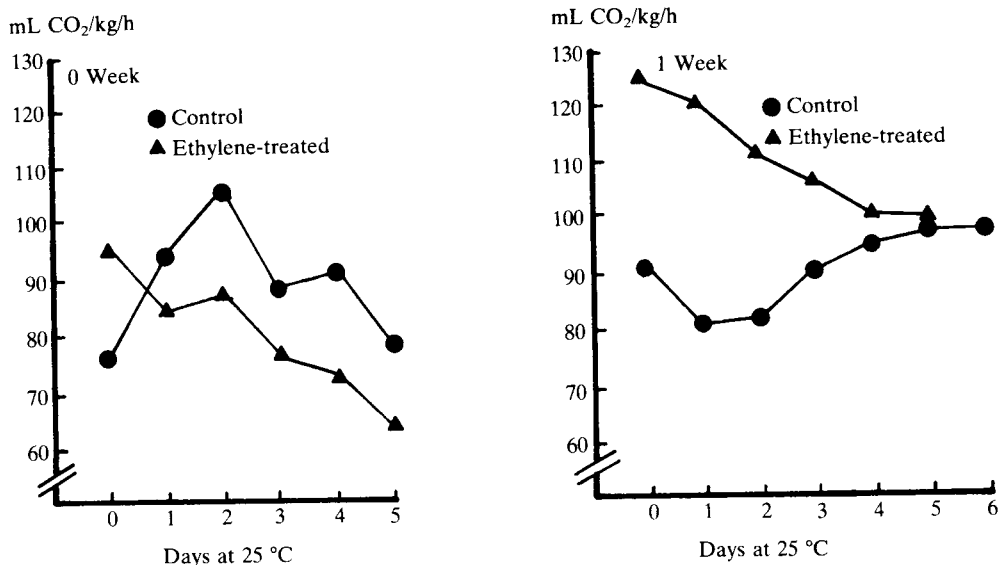 mL CO₂/kg/h
130
0 Week
120
Control
Ethylene-treated
110
100
90
80
70
60
0 1 2 3 4 5
Days at 25 °C
mL CO₂/kg/h
130
1 Week
120
Control
110
Ethylene-treated
100
90
80
70
60
0 1 2 3 4 5 6
Days at 25 °C